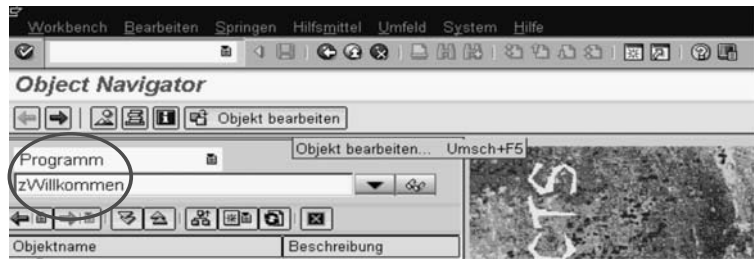 Workbench Bearbeiten Springen Hilfsmittel Umfeld System Hilfe
Object Navigator
Objekt bearbeiten
Objekt bearbeiten... Umsch+F5
Programm
zWillkommen
Objektname Beschreibung
CTS